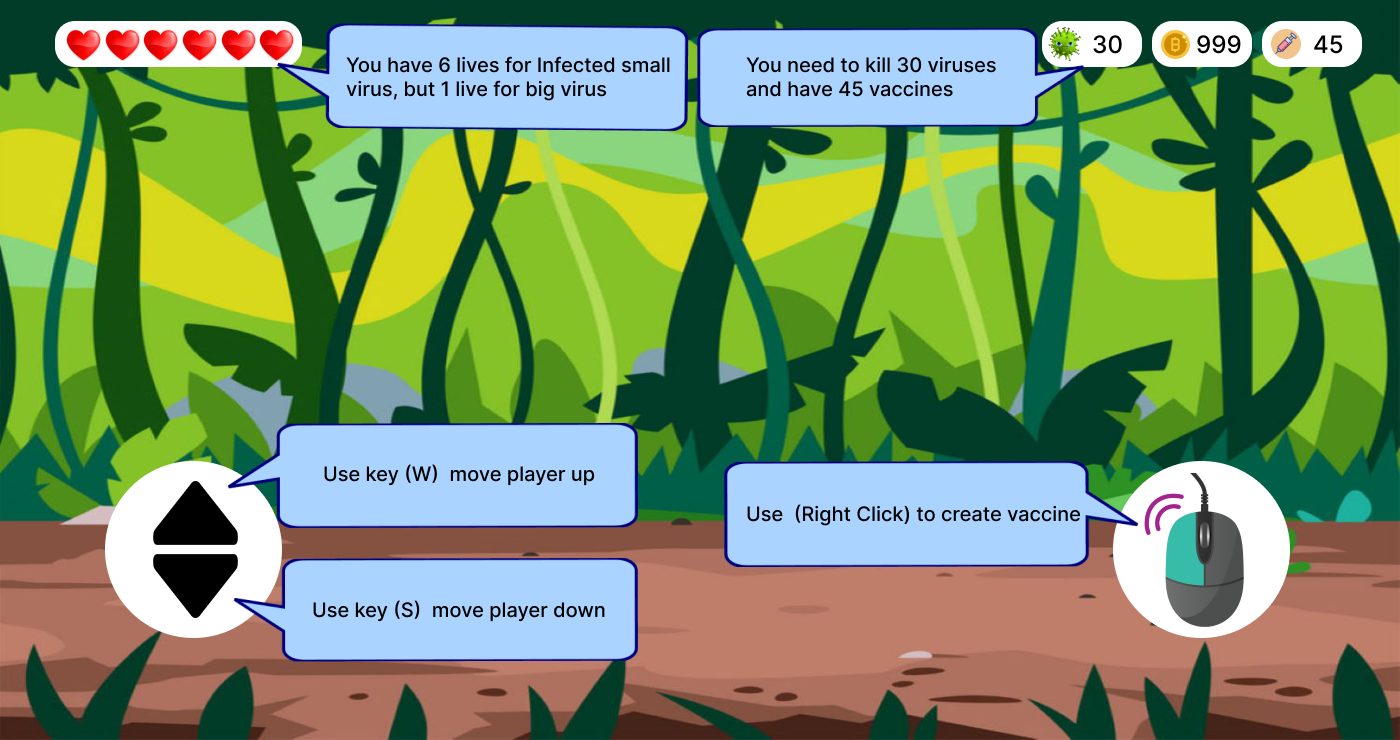 You have 6 lives for Infected small
virus, but 1 live for big virus
You need to kill 30 viruses
and have 45 vaccines
30
999
45
Use key (W)  move player up
Use  (Right Click) to create vaccine
Use key (S)  move player down